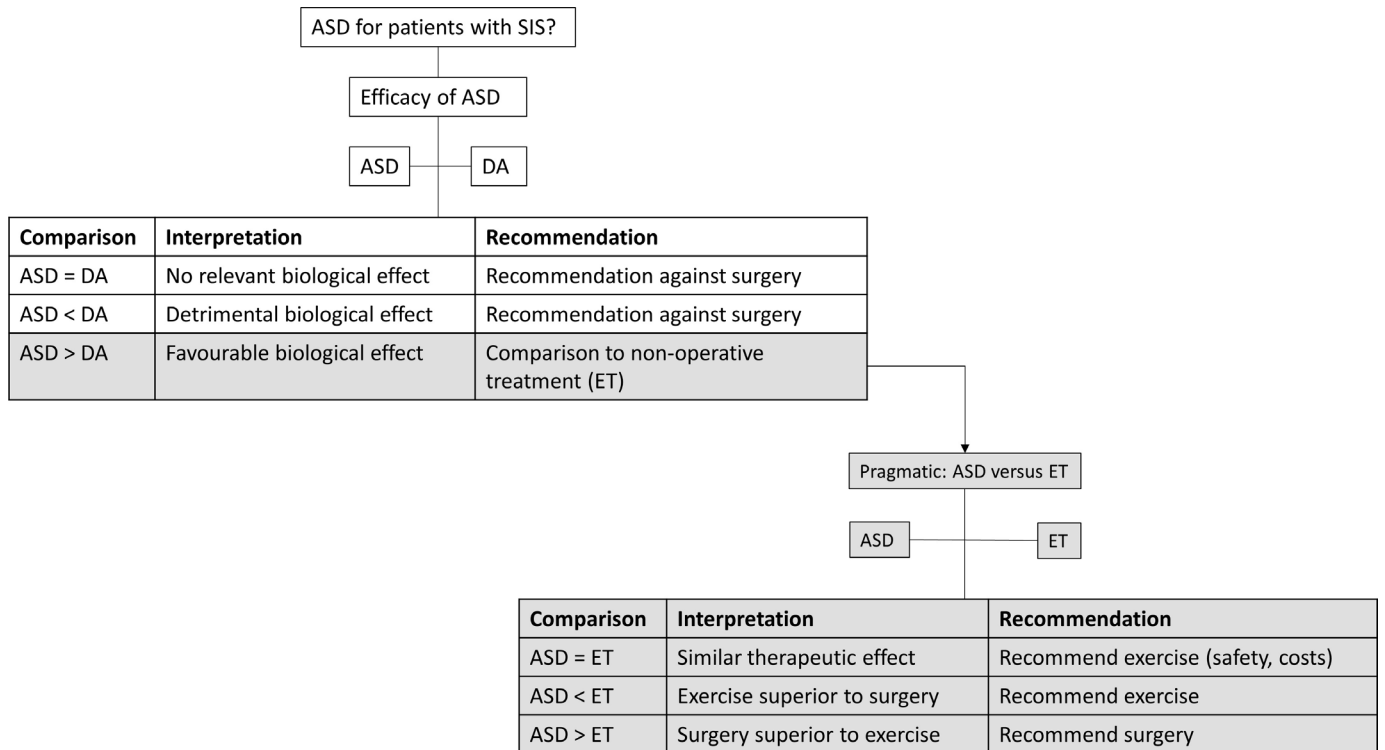 ASD for patients with SIS?
Efficacy of ASD
ASD DA
Comparison Interpretation Recommendation
ASD = DA No relevant biological effect Recommendation against surgery
ASD < DA Detrimental biological effect Recommendation against surgery
ASD > DA Favourable biological effect Comparison to non-operative
treatment (ET)
Pragmatic: ASD versus ET
ASD ET
Comparison Interpretation Recommendation
ASD = ET Similar therapeutic effect Recommend exercise (safety, costs)
ASD < ET Exercise superior to surgery Recommend exercise
ASD > ET Surgery superior to exercise Recommend surgery